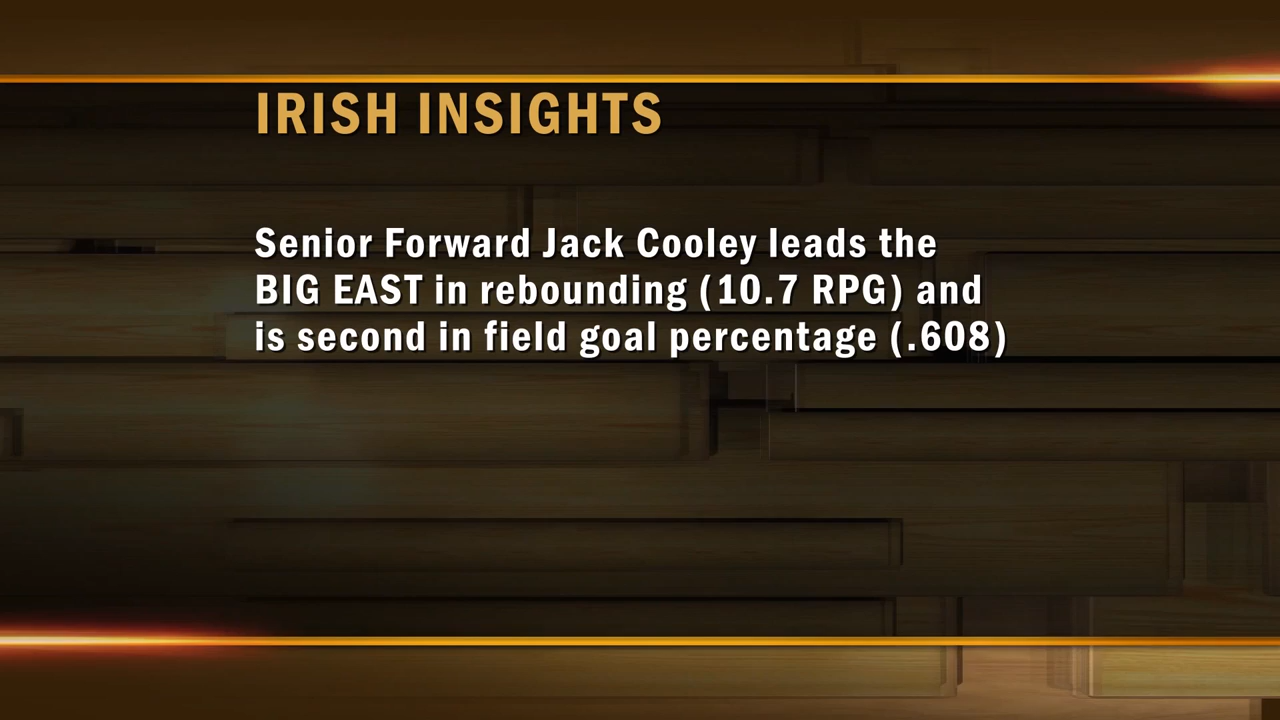 IRISH INSIGHTS
Senior Forward Jack Cooley leads the
BIG EAST in rebounding (10.7 RPG) and
is second in field goal percentage (.608)